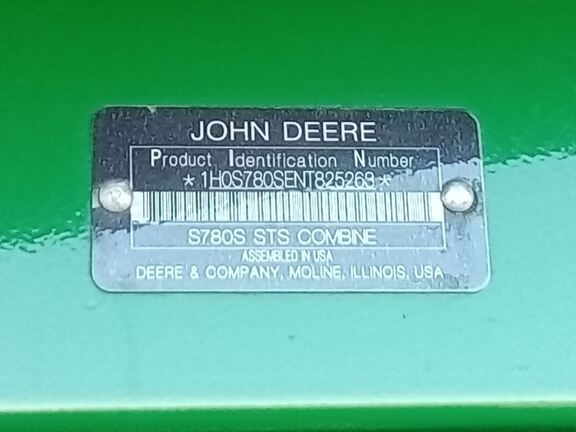 JOHN DEERE
Product Identification Number
*1H0S780SENT825263*
S780S STS COMBINE
ASSEMBLED IN USA
DEERE & COMPANY, MOLINE, ILLINOIS, USA